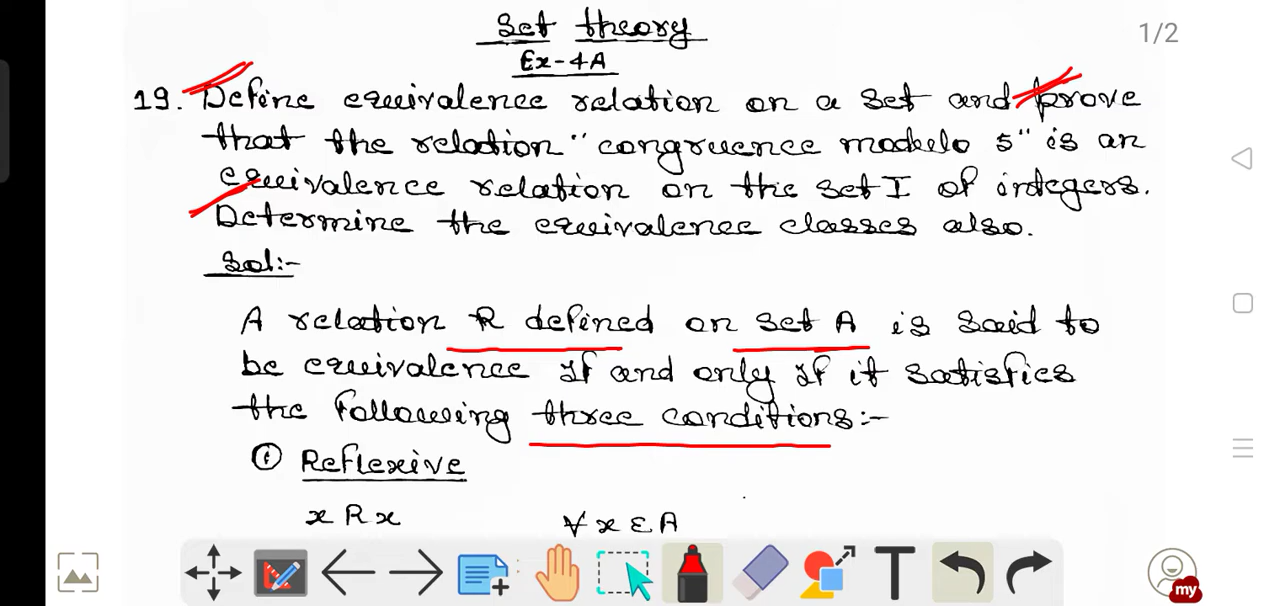 Set theory
1/2
Ex-4A
19. Define equivalence relation on a set and prove
that the relation "congruence modulo 5" is an
equivalence relation on the set I of integers.
Determine the equivalence classes also.
Sol:-
A relation R defined on set A is said to
be equivalence if and only if it satisfies
the following three conditions:-
① Reflexive
x R x ∀ x ε A
T
my